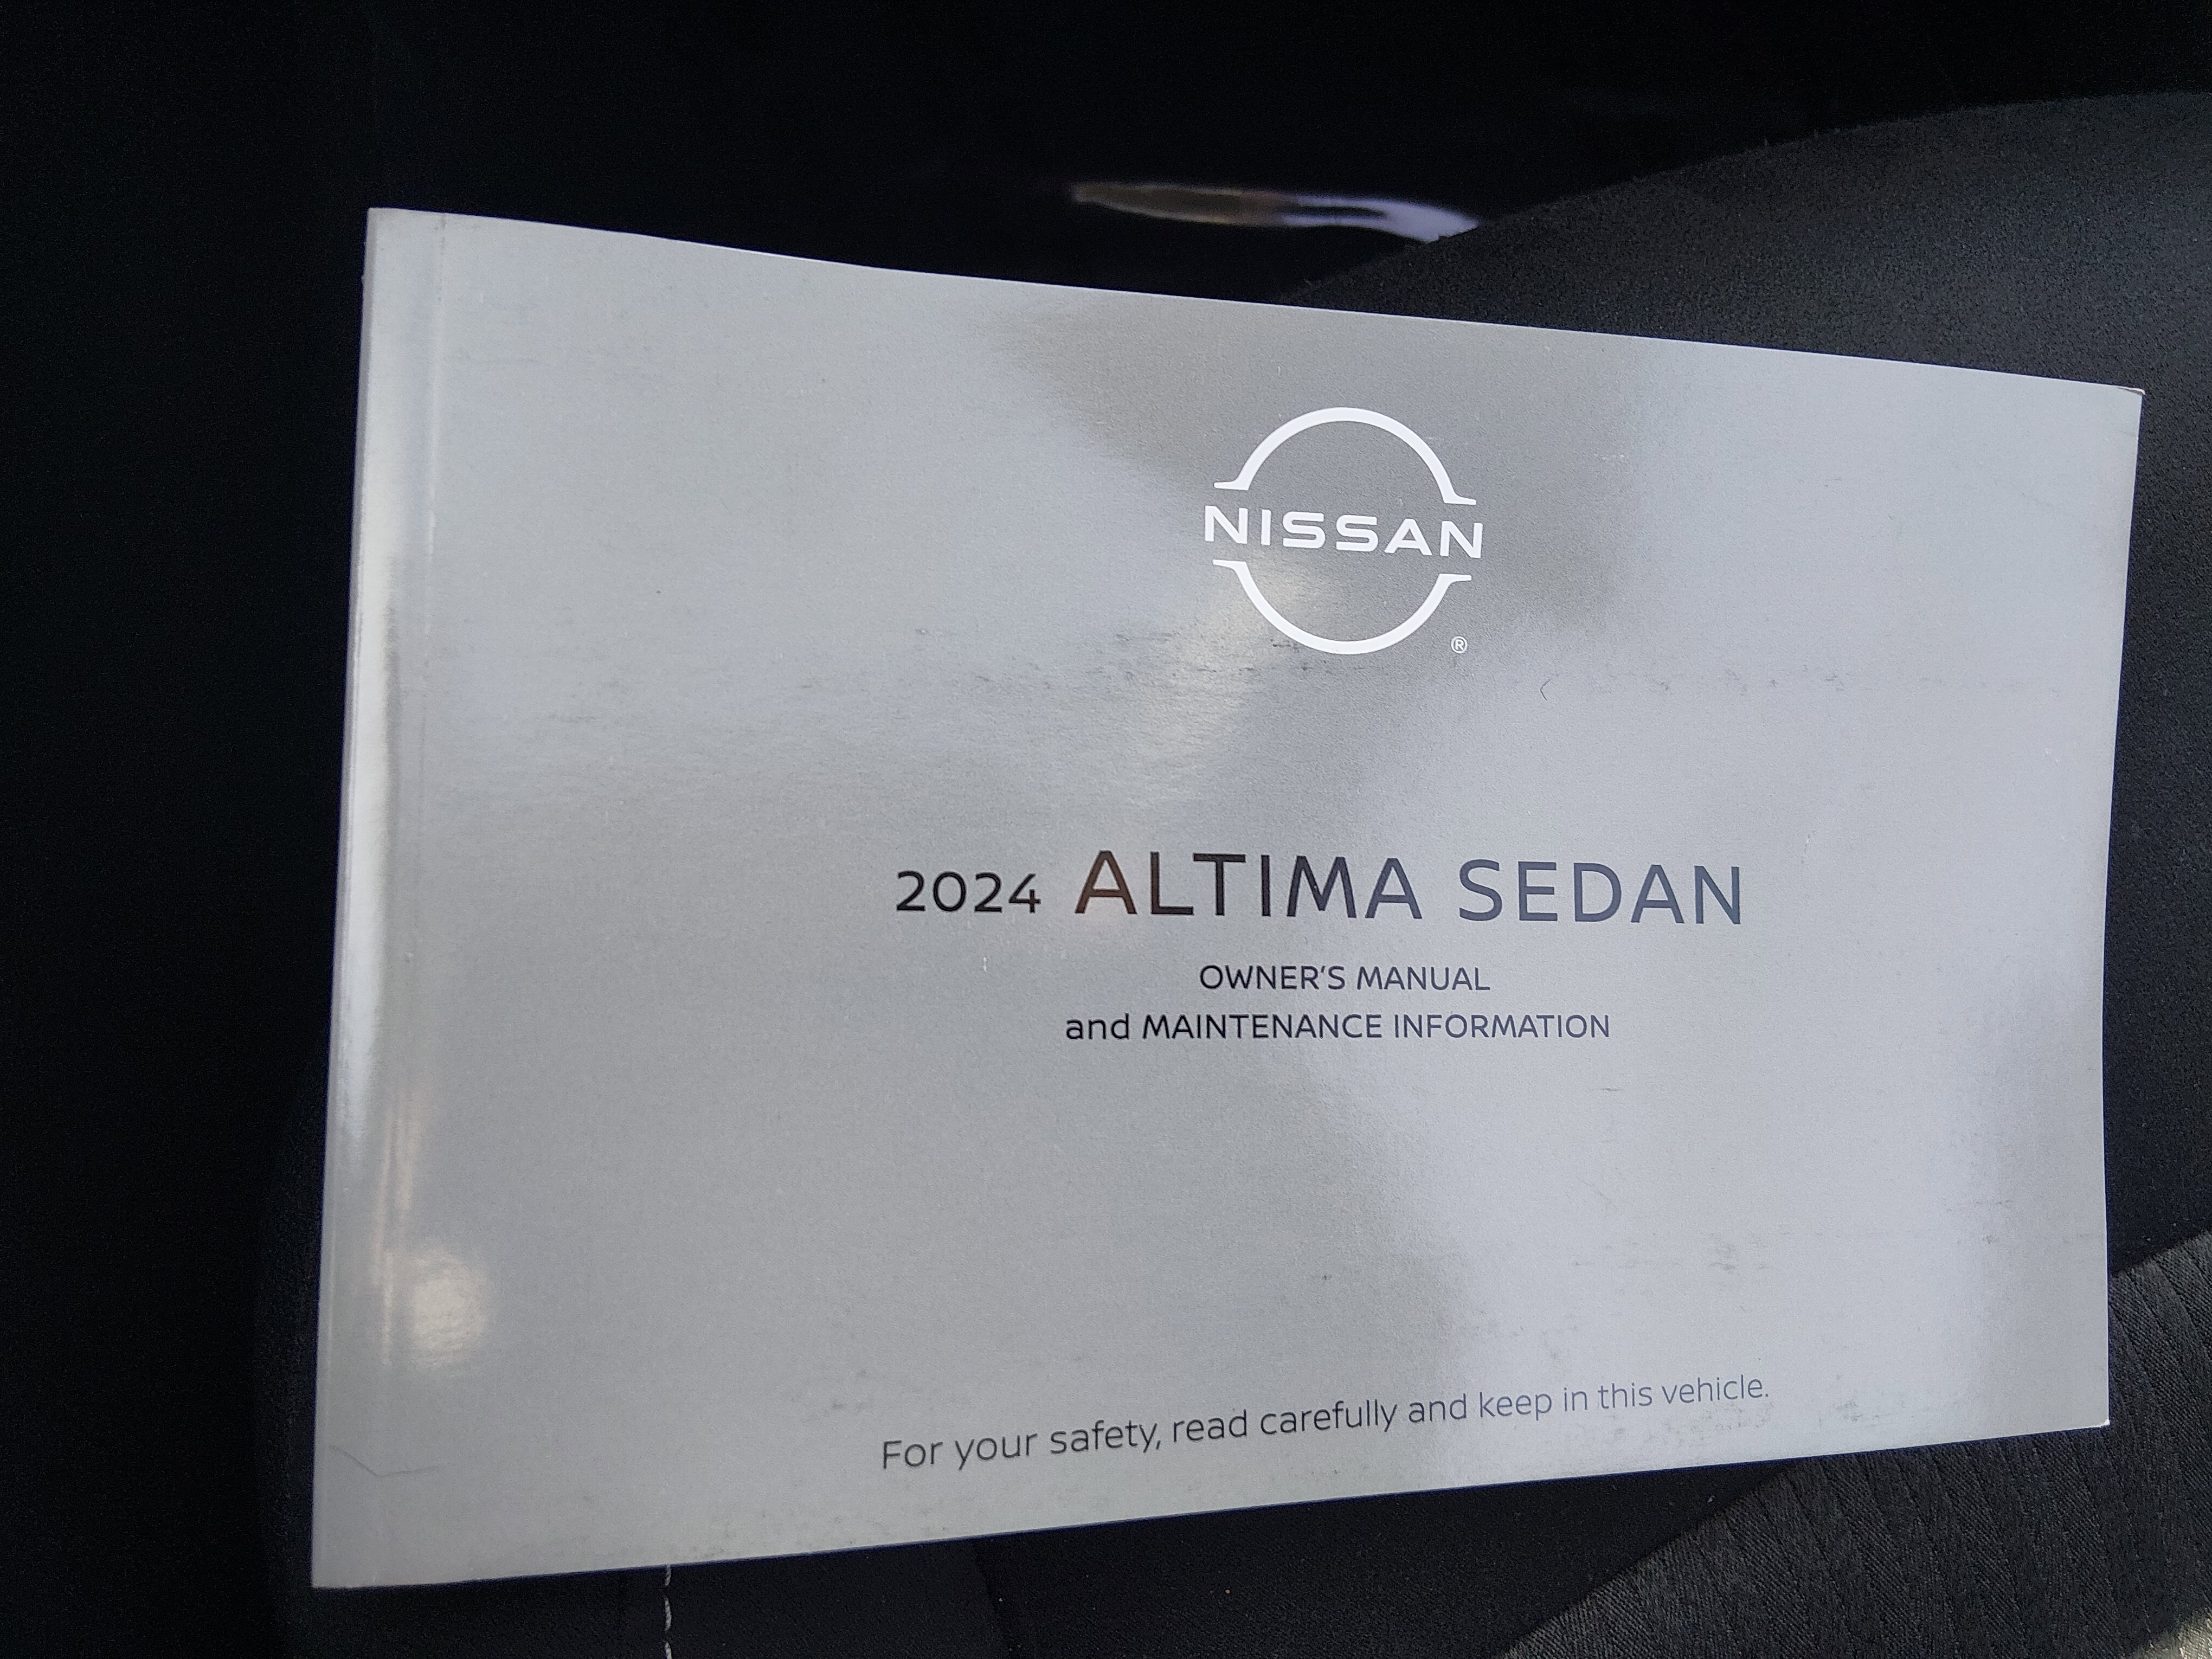 NISSAN
®
2024 ALTIMA SEDAN
OWNER'S MANUAL
and MAINTENANCE INFORMATION
For your safety, read carefully and keep in this vehicle.